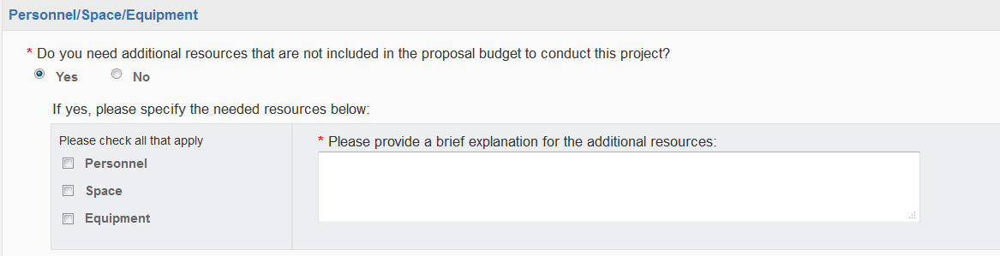 Personnel/Space/Equipment
* Do you need additional resources that are not included in the proposal budget to conduct this project?
Yes No
If yes, please specify the needed resources below:
Please check all that apply
Personnel
Space
Equipment
* Please provide a brief explanation for the additional resources: